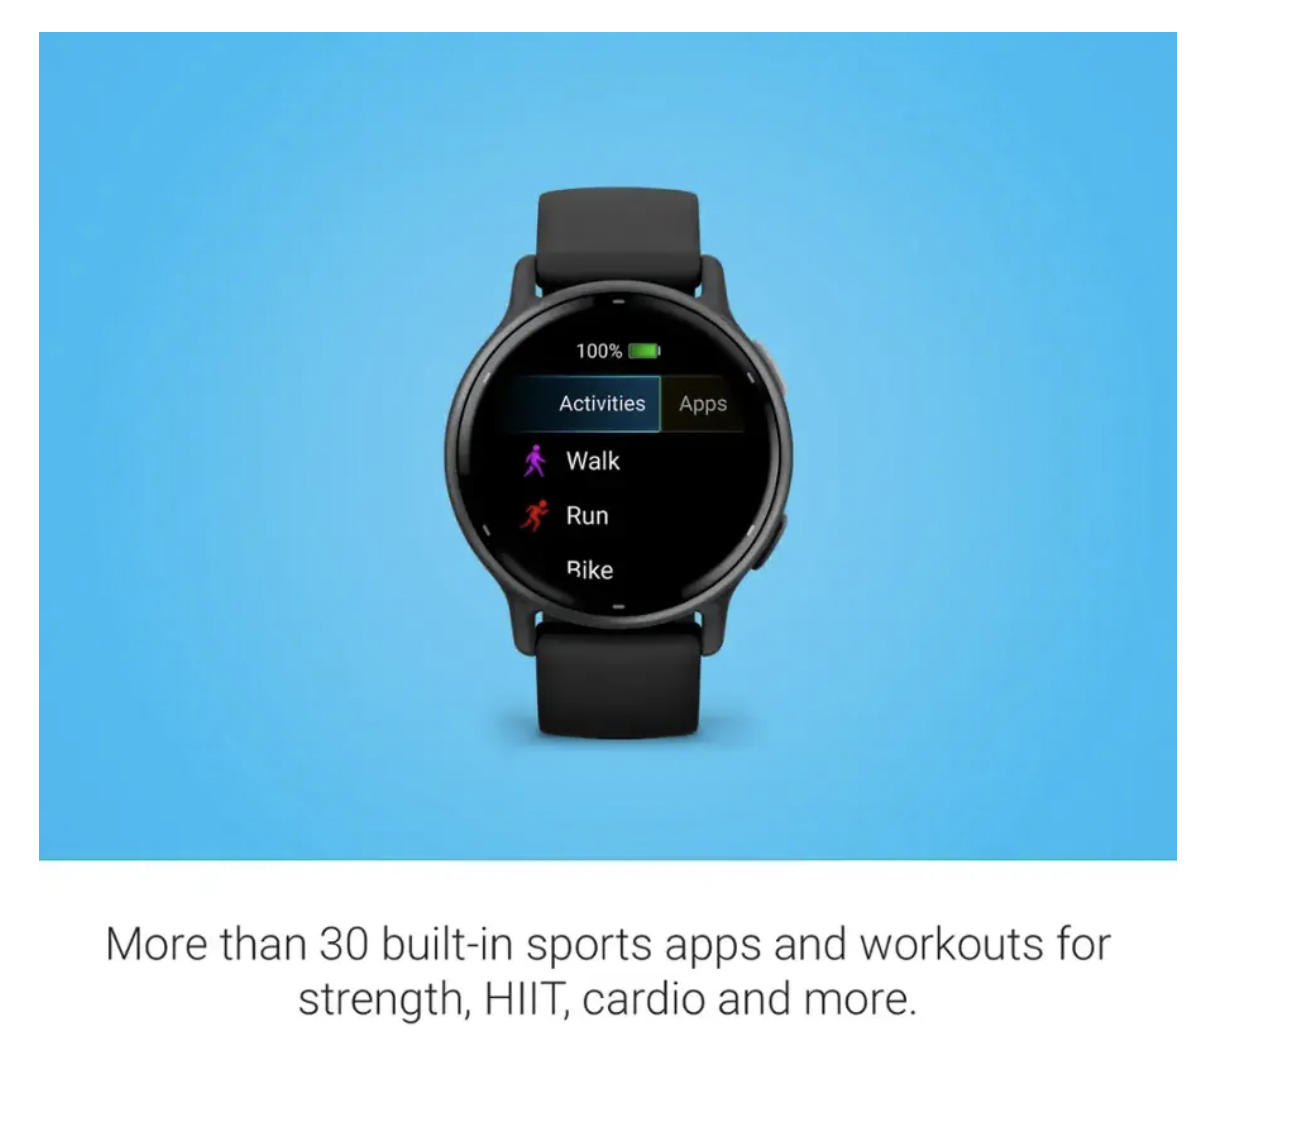 100%
Activities Apps
Walk
Run
Bike
More than 30 built-in sports apps and workouts for
strength, HIIT, cardio and more.